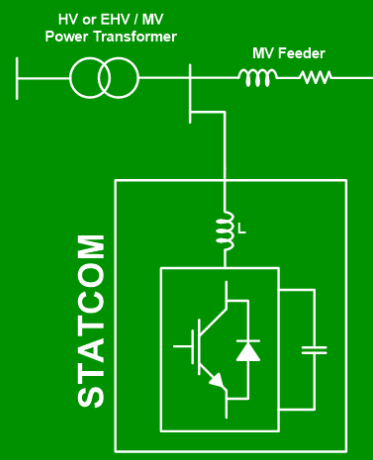 HV or EHV / MV
Power Transformer
MV Feeder
L
STATCOM